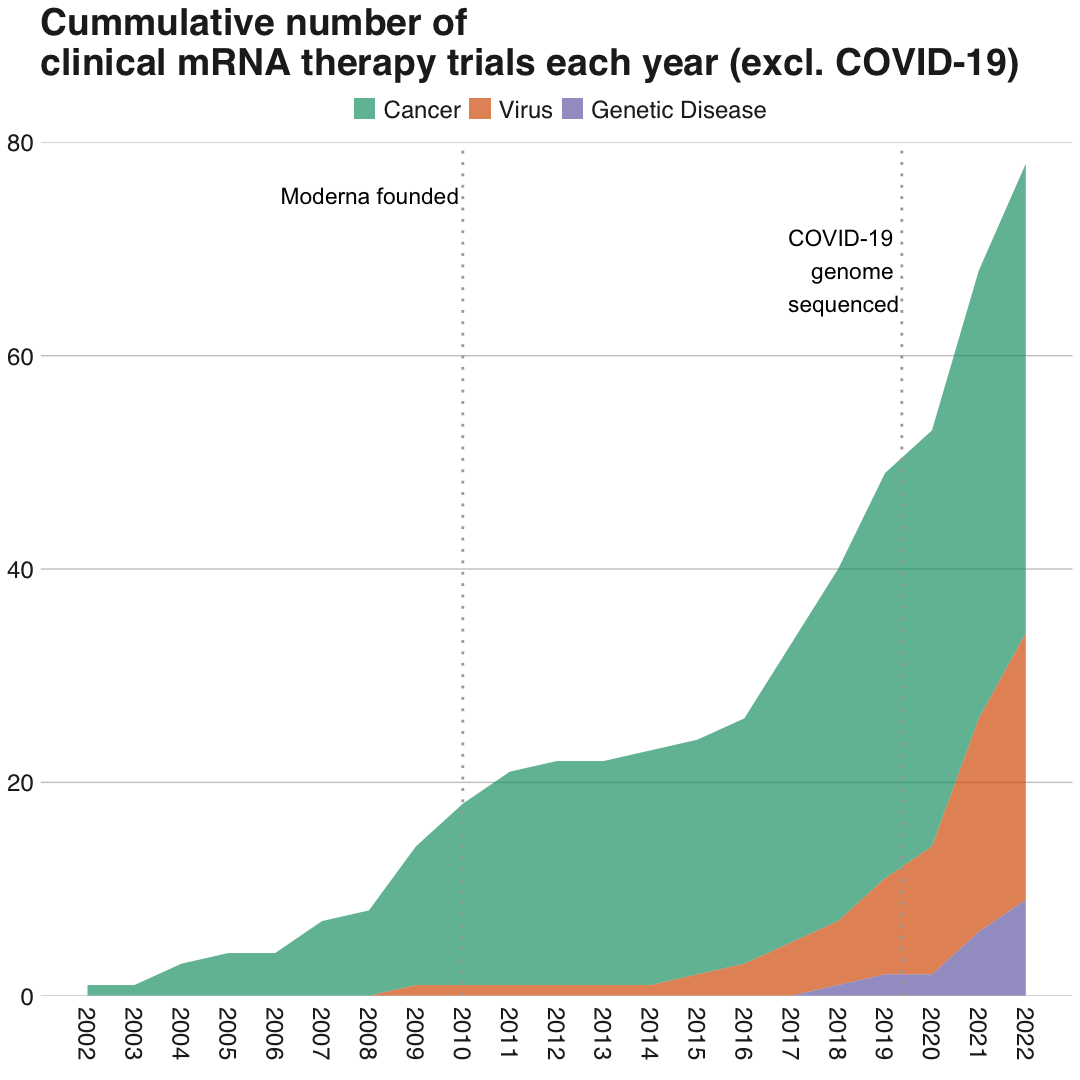 Cummulative number of
clinical mRNA therapy trials each year (excl. COVID-19)
Cancer Virus Genetic Disease
80
Moderna founded
COVID-19
genome
sequenced
60
40
20
0
2002 2003 2004 2005 2006 2007 2008 2009 2010 2011 2012 2013 2014 2015 2016 2017 2018 2019 2020 2021 2022